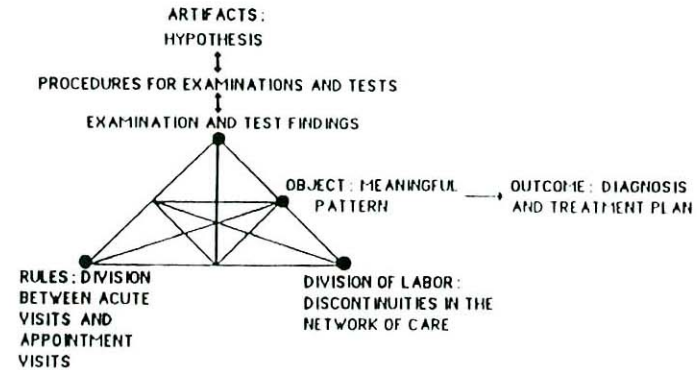 ARTIFACTS:
HYPOTHESIS
PROCEDURES FOR EXAMINATIONS AND TESTS
EXAMINATION AND TEST FINDINGS
OBJECT: MEANINGFUL
PATTERN
OUTCOME: DIAGNOSIS
AND TREATMENT PLAN
RULES: DIVISION
BETWEEN ACUTE
VISITS AND
APPOINTMENT
VISITS
DIVISION OF LABOR:
DISCONTINUITIES IN THE
NETWORK OF CARE